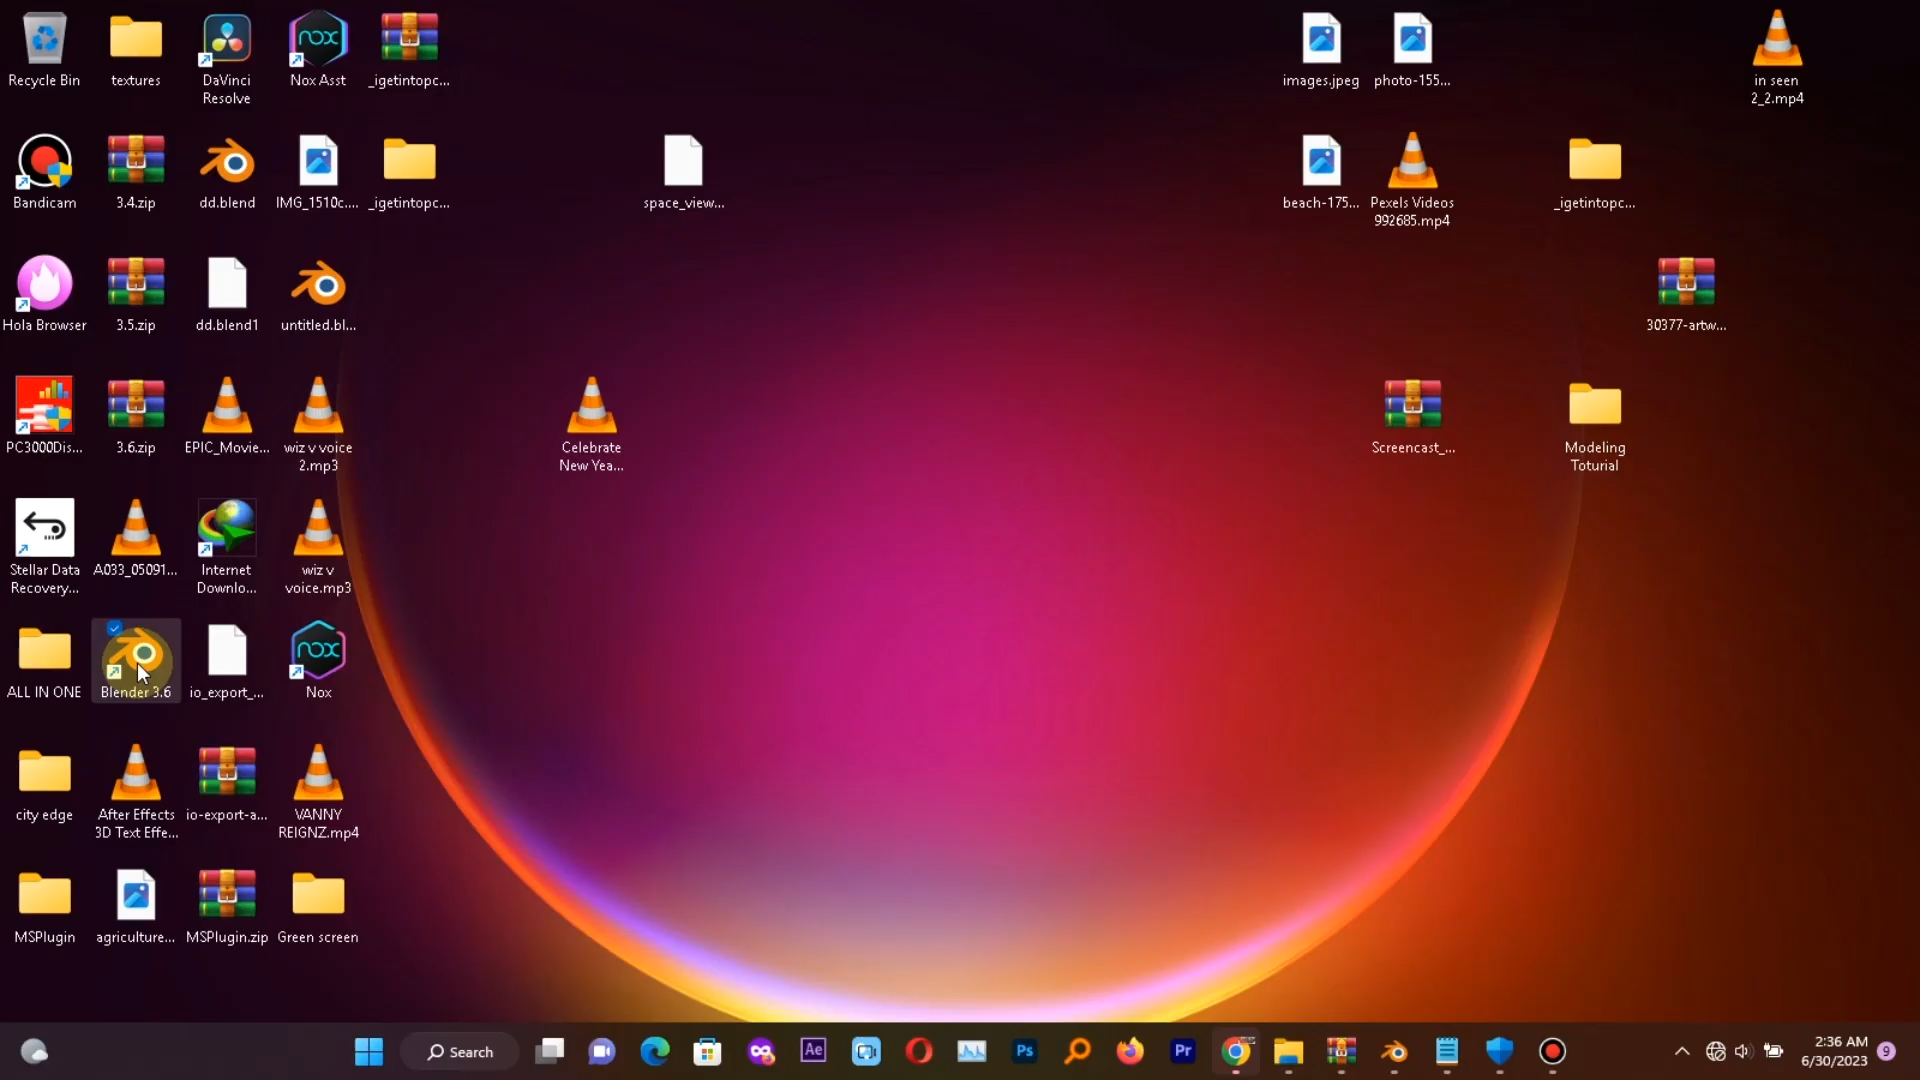 Recycle Bin
textures
DaVinci
Resolve
Nox Asst
_igetintopc...
images.jpeg
photo-155...
in seen
2_2.mp4
Bandicam
3.4.zip
dd.blend
IMG_1510c....
_igetintopc...
space_view...
beach-175...
Pexels Videos
992685.mp4
_igetintopc...
Hola Browser
3.5.zip
dd.blend1
untitled.bl...
30377-artw...
PC3000Dis...
3.6.zip
EPIC_Movie...
wiz v voice
2.mp3
Celebrate
New Yea...
Screencast_...
Modeling
Toturial
Stellar Data
Recovery...
A033_05091...
Internet
Downlo...
wiz v
voice.mp3
ALL IN ONE
Blender 3.6
io_export_...
nox
Nox
city edge
After Effects
3D Text Effe...
io-export-a...
VANNY
REIGNZ.mp4
MSPlugin
agriculture...
MSPlugin.zip
Green screen
Search
Ae
Ps
Pr
2:36 AM
6/30/2023
9